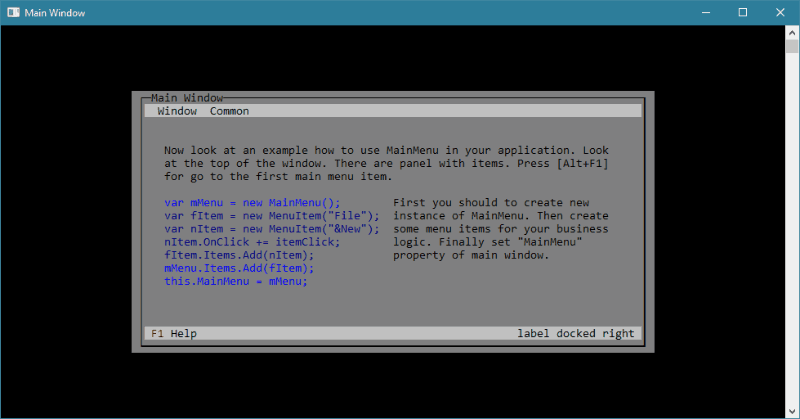 Main Window
Main Window
Window Common
Now look at an example how to use MainMenu in your application. Look
at the top of the window. There are panel with items. Press [Alt+F1]
for go to the first main menu item.
var mMenu = new MainMenu();
var fItem = new MenuItem("File");
var nItem = new MenuItem("&New");
nItem.OnClick += itemClick;
fItem.Items.Add(nItem);
mMenu.Items.Add(fItem);
this.MainMenu = mMenu;
First you should to create new
instance of MainMenu. Then create
some menu items for your business
logic. Finally set "MainMenu"
property of main window.
F1 Help
label docked right